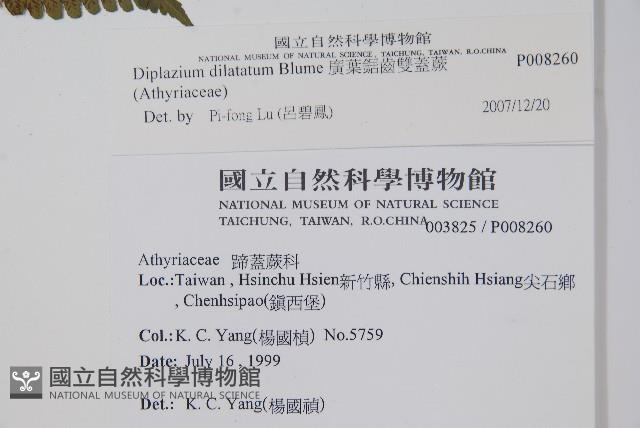 國立自然科學博物館
NATIONAL MUSEUM OF NATURAL SCIENCE, TAICHUNG, TAIWAN, R.O.CHINA
Diplazium dilatatum Blume 廣葉鋸齒雙蓋蕨 P008260
(Athyriaceae)
Det. by Pi-fong Lu (呂碧鳳) 2007/12/20
國立自然科學博物館
NATIONAL MUSEUM OF NATURAL SCIENCE
TAICHUNG, TAIWAN, R.O.CHINA 003825 / P008260
Athyriaceae 蹄蓋蕨科
Loc.:Taiwan , Hsinchu Hsien新竹縣, Chienshih Hsiang尖石鄉
, Chenhsipao(鎮西堡)
Col.: K. C. Yang(楊國楨) No.5759
Date: July 16 , 1999
國立自然科學博物館
NATIONAL MUSEUM OF NATURAL SCIENCE
Det.: K. C. Yang(楊國禎)